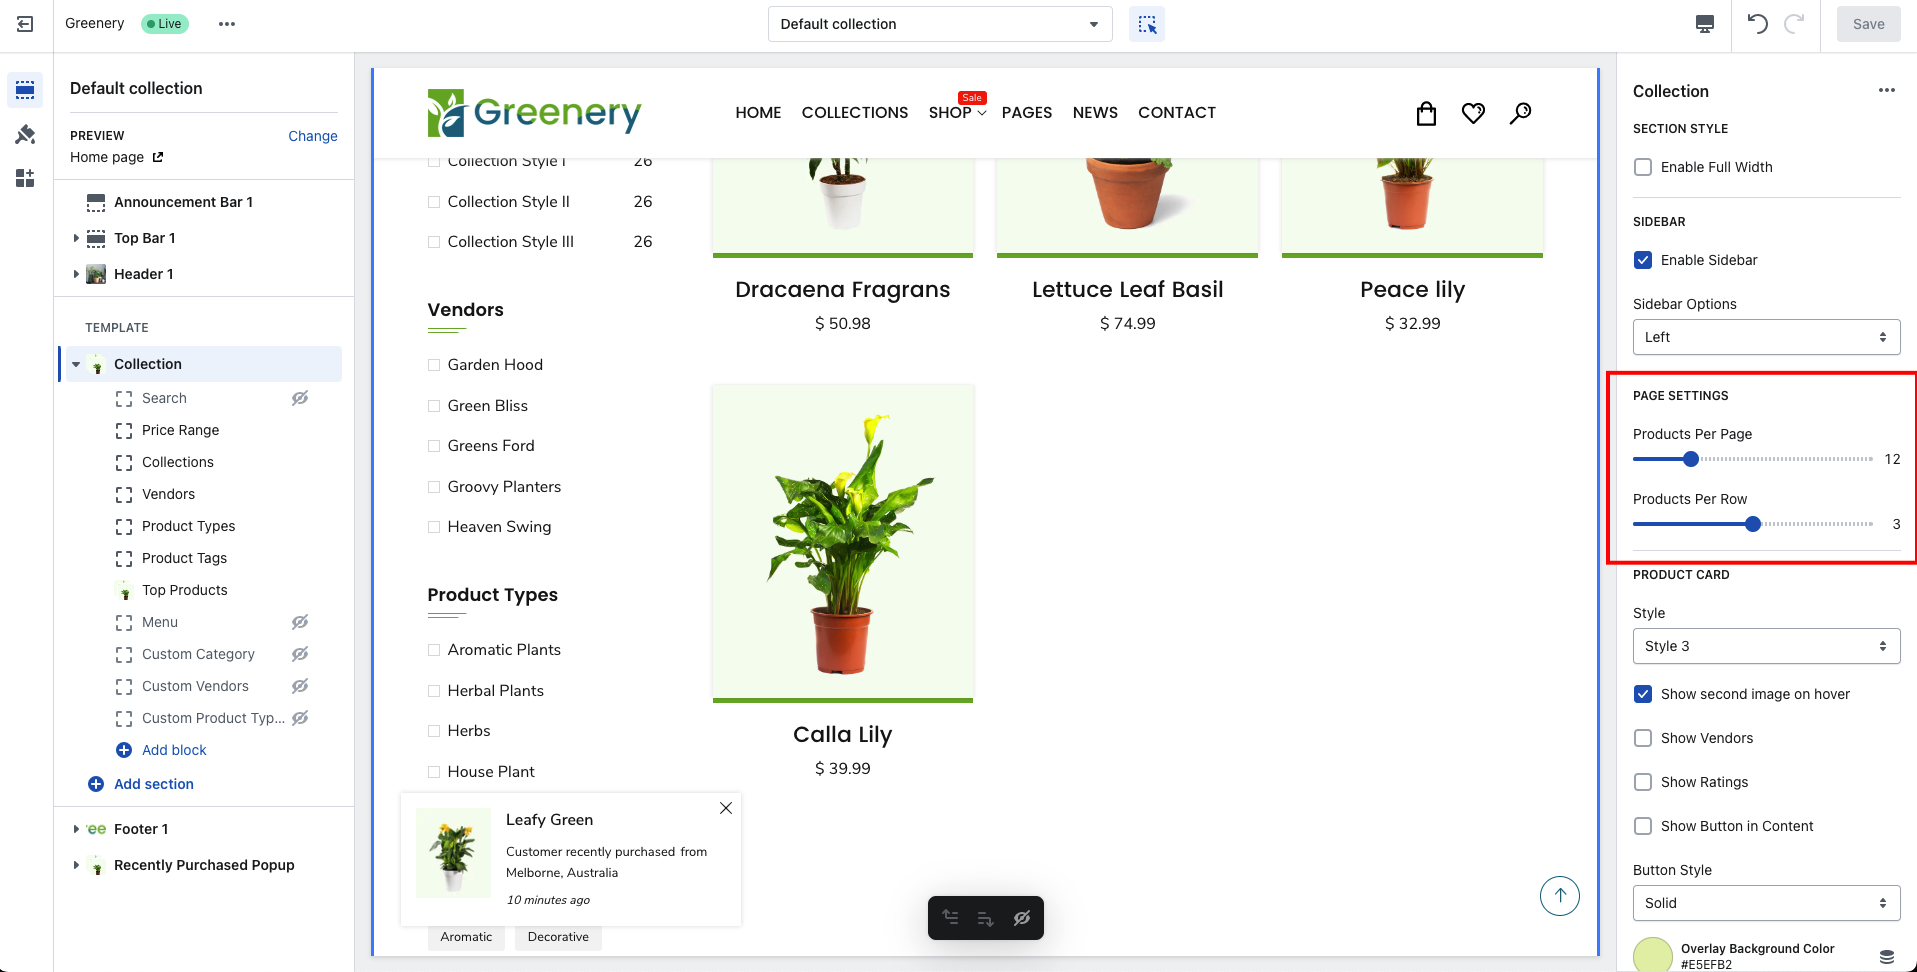 Greenery
Live
Default collection
Save
Default collection
PREVIEW
Change
Home page
Announcement Bar 1
Top Bar 1
Header 1
TEMPLATE
Collection
Search
Price Range
Collections
Vendors
Product Types
Product Tags
Top Products
Menu
Custom Category
Custom Vendors
Custom Product Typ...
Add block
Add section
ee Footer 1
Recently Purchased Popup
Greenery
HOME COLLECTIONS SHOP Sale PAGES NEWS CONTACT
Collection Style I 26
Collection Style II 26
Collection Style III 26
Vendors
Garden Hood
Green Bliss
Greens Ford
Groovy Planters
Heaven Swing
Product Types
Aromatic Plants
Herbal Plants
Herbs
House Plant
Dracaena Fragrans
$ 50.98
Lettuce Leaf Basil
$ 74.99
Peace lily
$ 32.99
Calla Lily
$ 39.99
Leafy Green
Customer recently purchased from
Melborne, Australia
10 minutes ago
Aromatic Decorative
Collection
SECTION STYLE
Enable Full Width
SIDEBAR
Enable Sidebar
Sidebar Options
Left
PAGE SETTINGS
Products Per Page
12
Products Per Row
3
PRODUCT CARD
Style
Style 3
Show second image on hover
Show Vendors
Show Ratings
Show Button in Content
Button Style
Solid
Overlay Background Color
#E5EFB2